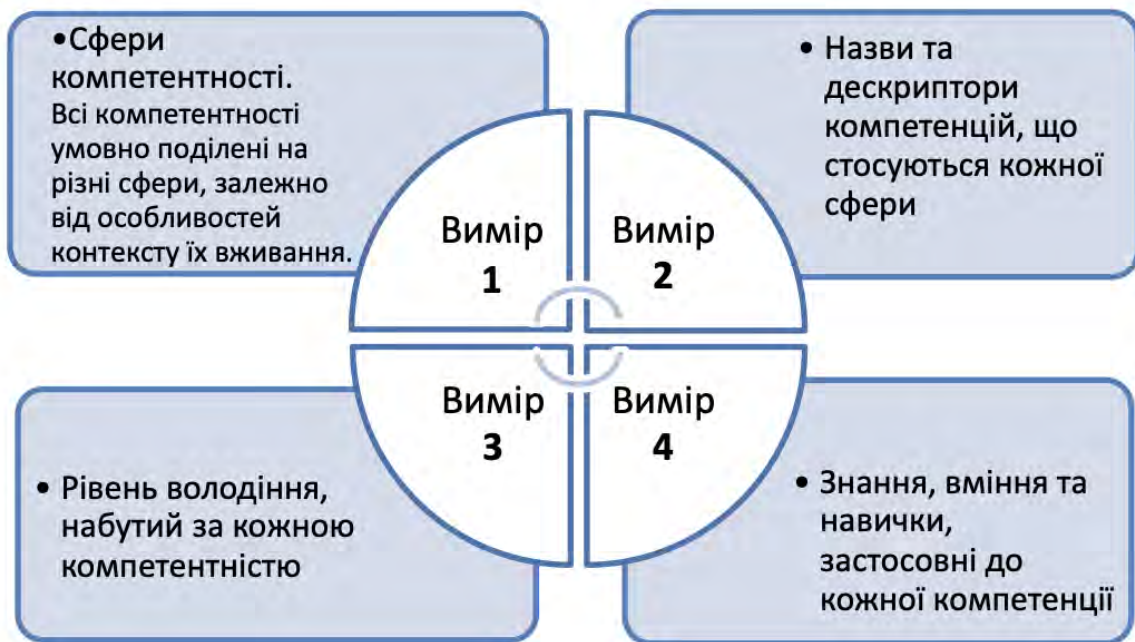 •Сфери
компетентності.
Всі компетентності
умовно поділені на
різні сфери, залежно
від особливостей
контексту їх вживання.
• Назви та
дескриптори
компетенцій, що
стосуються кожної
сфери
Вимір
1
Вимір
2
Вимір
3
Вимір
4
• Рівень володіння,
набутий за кожною
компетентністю
• Знання, вміння та
навички,
застосовні до
кожної компетенції